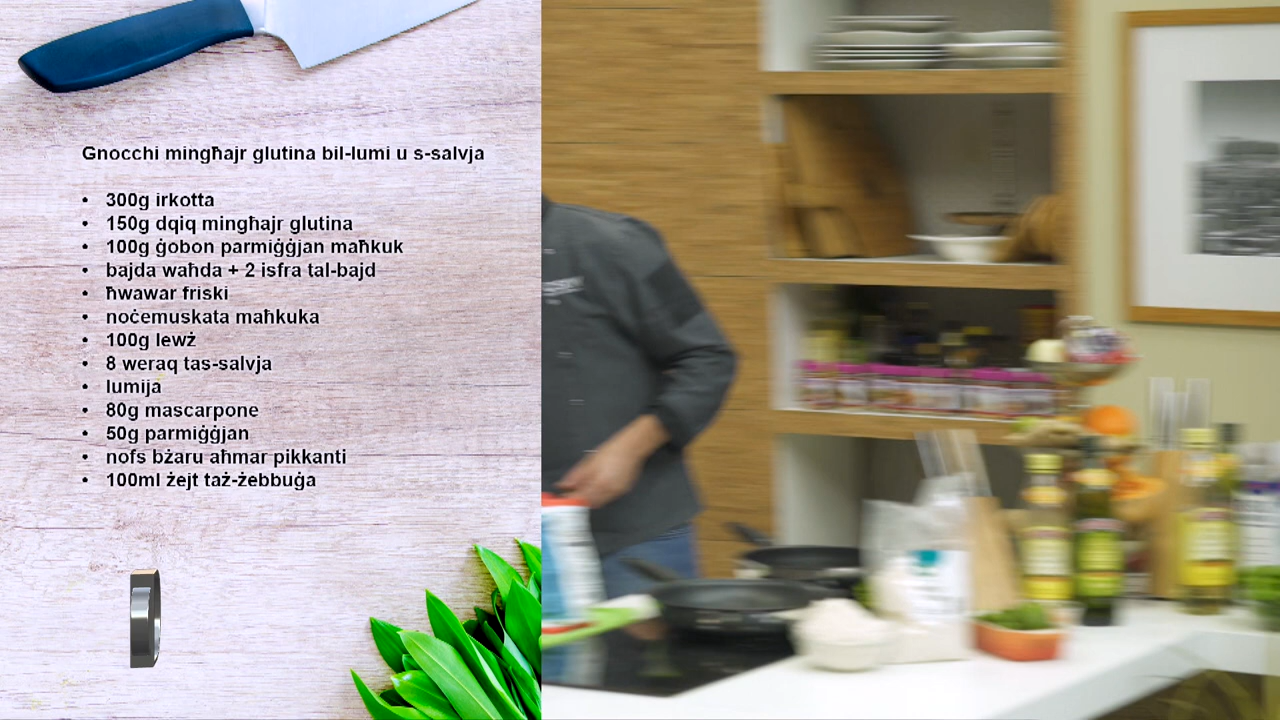 Gnocchi mingħajr glutina bil-lumi u s-salvja
• 300g irkotta
• 150g dqiq mingħajr glutina
• 100g ġobon parmiġġjan maħkuk
• bajda waħda + 2 isfra tal-bajd
• ħwawar friski
• noċemuskata maħkuka
• 100g lewż
• 8 weraq tas-salvja
• lumija
• 80g mascarpone
• 50g parmiġġjan
• nofs bżaru aħmar pikkanti
• 100ml żejt taż-żebbuġa